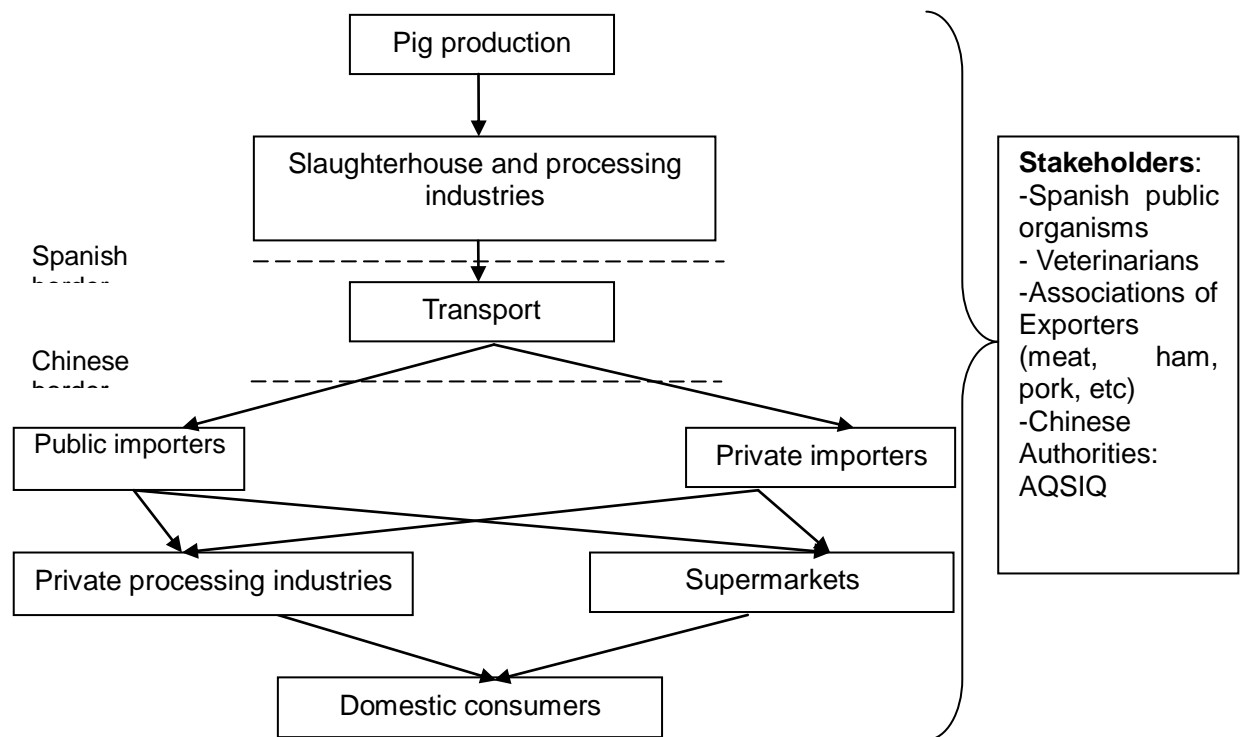 Pig production
Slaughterhouse and processing
industries
Spanish
Transport
Chinese
Public importers
Private importers
Private processing industries
Supermarkets
Domestic consumers
Stakeholders:
-Spanish public
organisms
- Veterinarians
-Associations of
Exporters
(meat, ham,
pork, etc)
-Chinese
Authorities:
AQSIQ